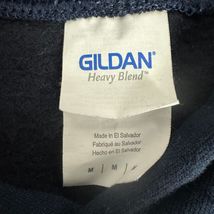 GILDAN®
Heavy Blend™
Made in El Salvador
Fabriqué au Salvador
Hecho en El Salvador
M | M |